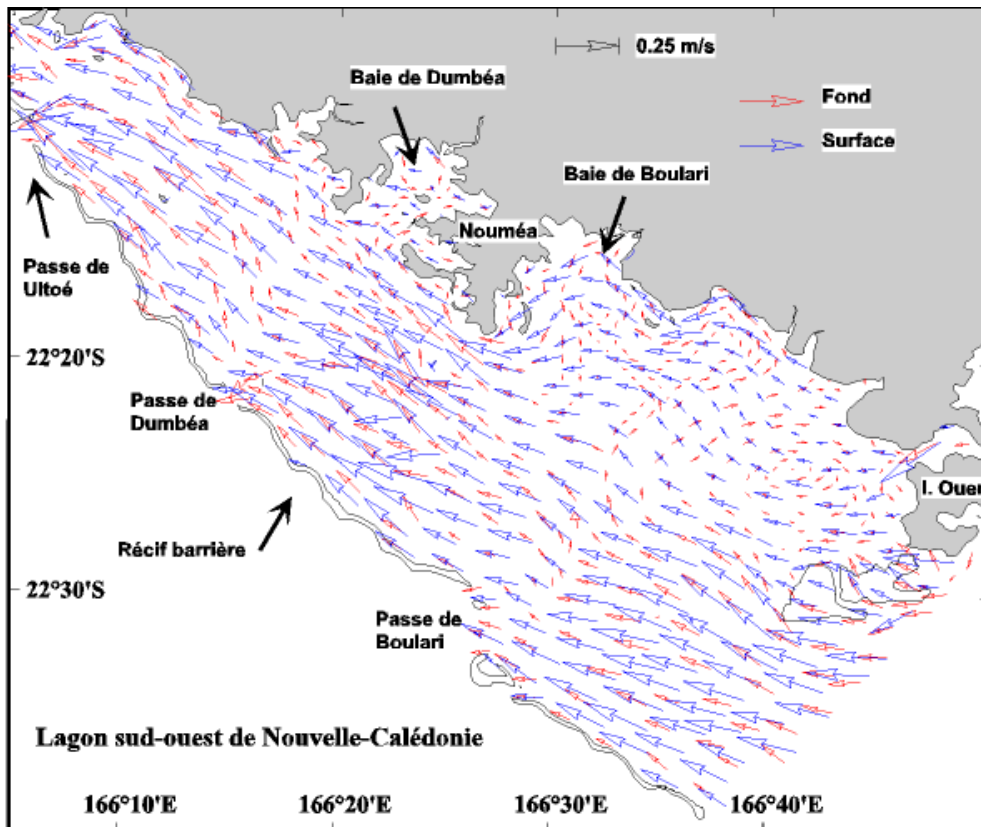 0.25 m/s
Baie de Dumbéa
Fond
Surface
Baie de Boulari
Nouméa
Passe de
Uitoé
22°20'S
Passe de
Dumbéa
I. Oueu
Récif barrière
22°30'S
Passe de
Boulari
Lagon sud-ouest de Nouvelle-Calédonie
166°10'E
166°20'E
166°30'E
166°40'E